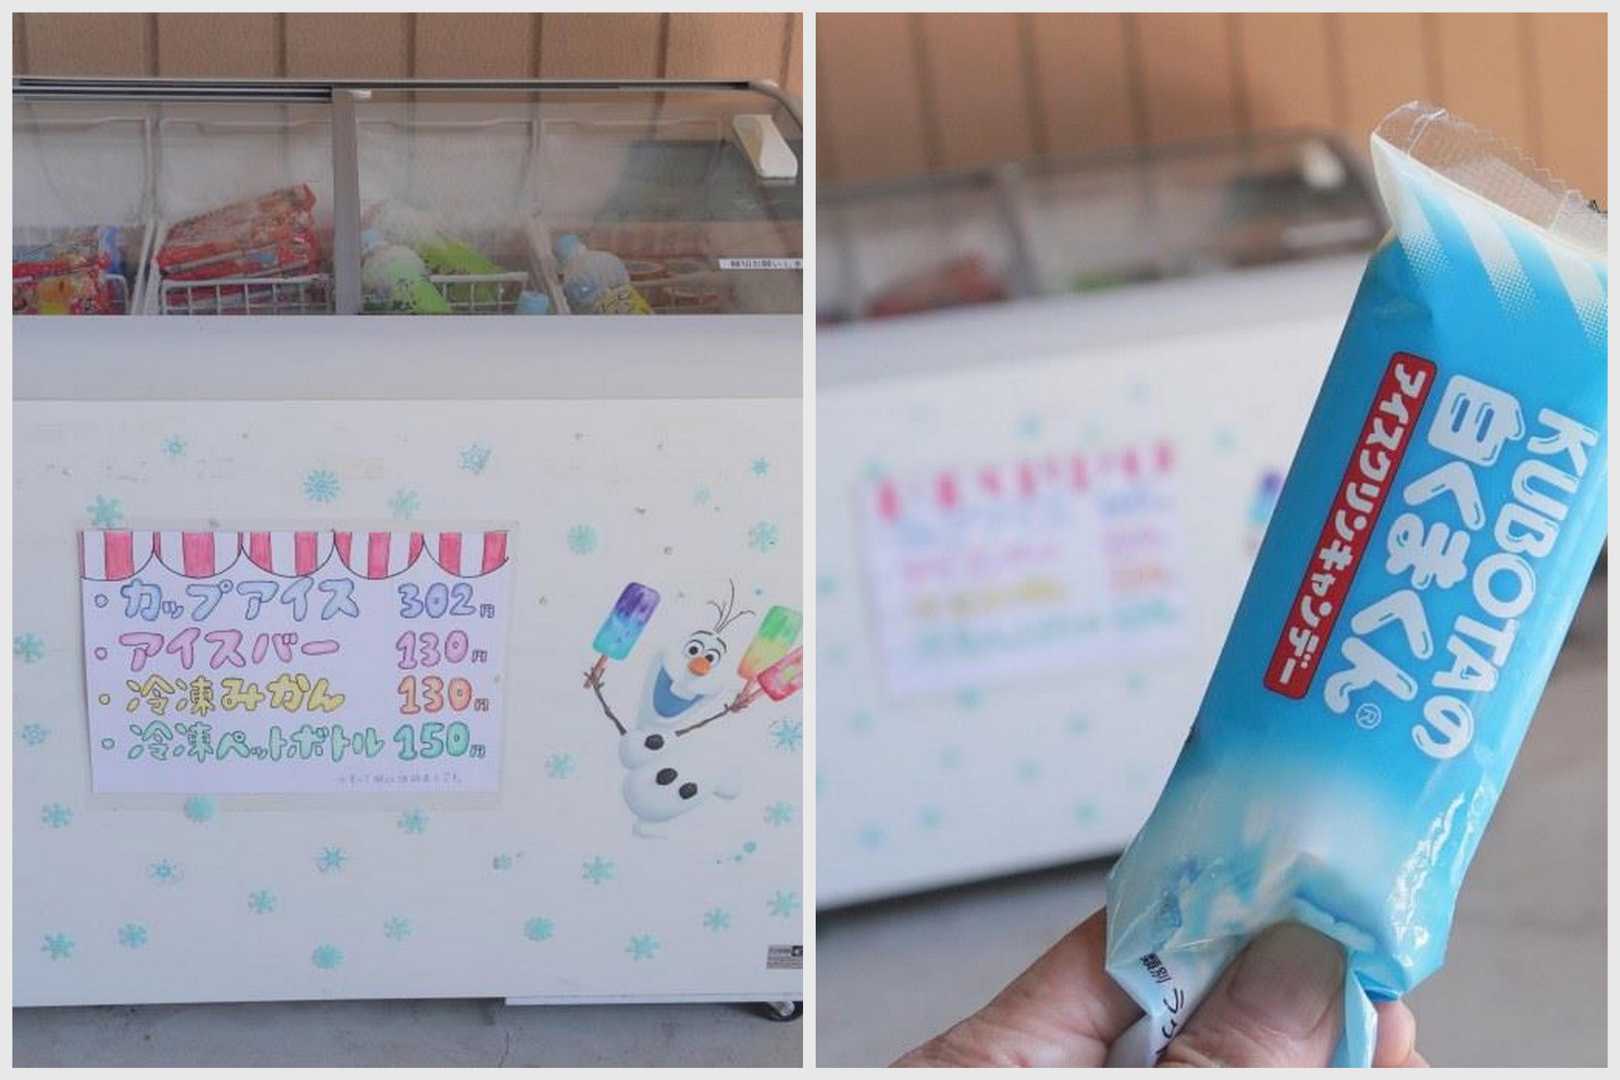 ・カップアイス 302円
・アイスバー 130円
・冷凍みかん 130円
・冷凍ペットボトル 150円
KUBOTAの
白くまくん®
アイスクリンキャンデー